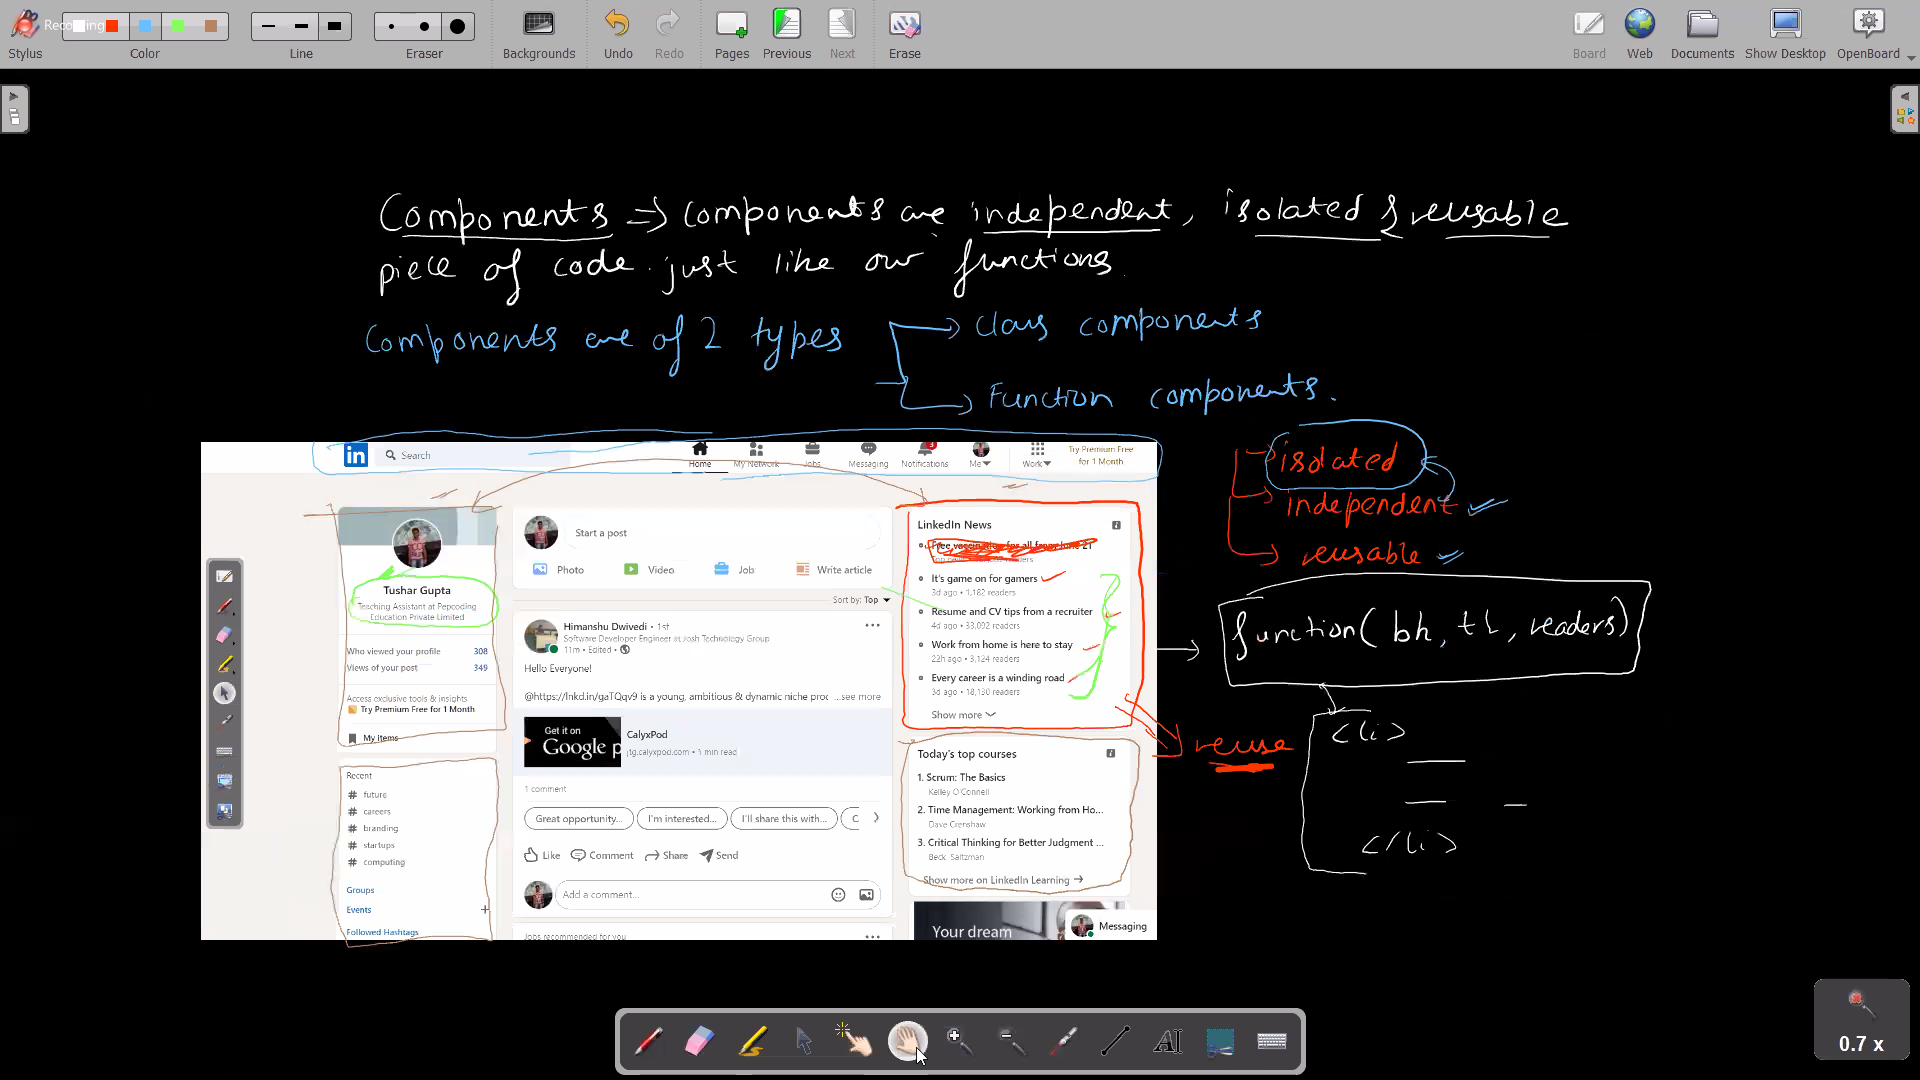 Recording
Stylus
Color
Line
Eraser
Backgrounds
Undo
Redo
Pages
Previous
Next
Erase
Board
Web
Documents
Show Desktop
OpenBoard
Components => components are independent, isolated & reusable
piece of code just like our functions.
Components are of 2 types
Class components
Function components.
isolated
independent
reusable
function( bh, tl, readers)
<li>
</li>
reuse
in
Search
Home
My Network
Jobs
Messaging
Notifications
Me
Work
Try Premium Free
for 1 Month
Tushar Gupta
Teaching Assistant at Pepcoding
Education Private Limited
Who viewed your profile 308
Views of your post 349
Access exclusive tools & insights
Try Premium Free for 1 Month
My items
Recent
# future
# careers
# branding
# startups
# computing
Groups
Events +
Followed Hashtags
Start a post
Photo
Video
Job
Write article
Sort by: Top
Himanshu Dwivedi • 1st
Software Developer Engineer at Josh Technology Group
11m • Edited •
Hello Everyone!
@https://lnkd.in/gaTQqv9 is a young, ambitious & dynamic niche proc ...see more
Get it on
Google p
CalyxPod
jtg.calyxpod.com • 1 min read
1 comment
Great opportunity...
I'm interested...
I'll share this with...
C
Like
Comment
Share
Send
Add a comment...
Jobs recommended for you
LinkedIn News
Free vaccination for all from June 21
readers
It's game on for gamers
3d ago • 1,182 readers
Resume and CV tips from a recruiter
4d ago • 33,092 readers
Work from home is here to stay
22h ago • 3,124 readers
Every career is a winding road
3d ago • 18,130 readers
Show more
Today's top courses
1. Scrum: The Basics
Kelley O'Connell
2. Time Management: Working from Ho...
Dave Crenshaw
3. Critical Thinking for Better Judgment ...
Becki Saltzman
Show more on LinkedIn Learning →
Your dream
Messaging
0.7 x